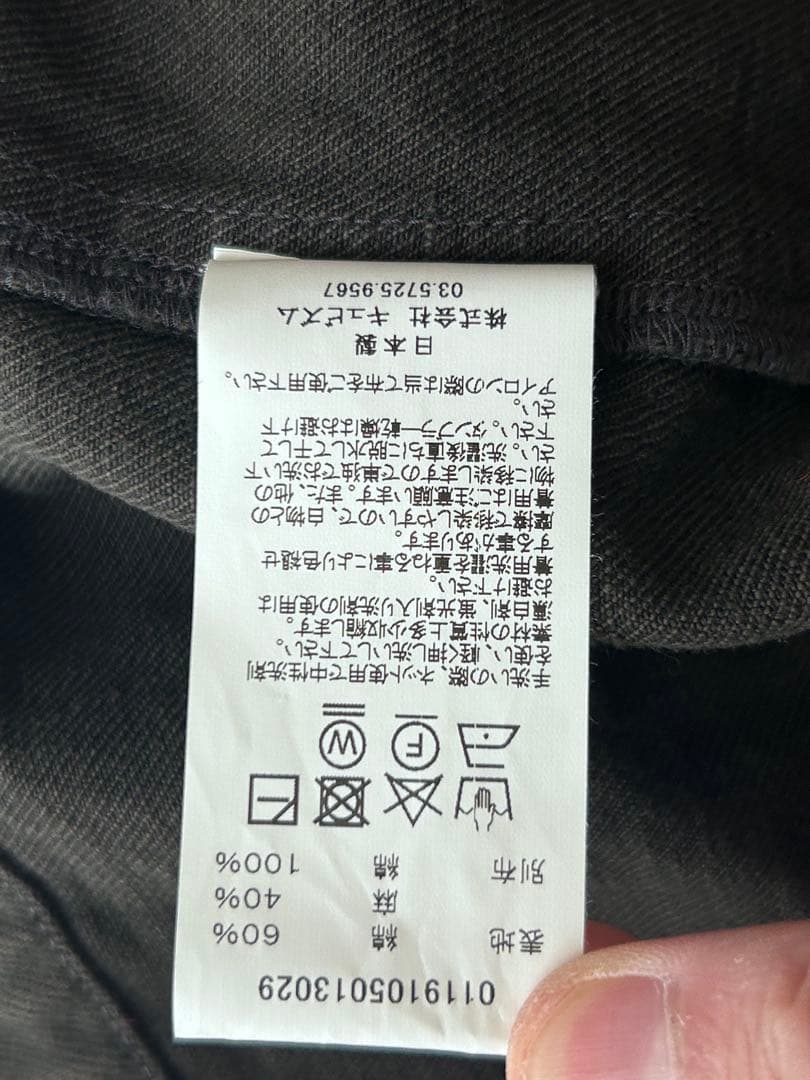 0119105013029
表地 綿 60%
麻 40%
別布 綿 100%
F W
手洗いの際、ネット使用で中性洗剤
を使い、軽く押し洗いして下さい。
素材の性質上多少収縮します。
漂白剤、蛍光剤入り洗剤の使用は
お避け下さい。
着用洗濯を重ねる事により色褪せ
する事があります。
摩擦で移染しやすいので、白物との
着用はご注意願います。また、他の
物に移染しますので単独でお洗い下
さい。洗濯後直ちに脱水して干して
下さい。タンブラー乾燥はお避け下
さい。
アイロンの際は当て布をご使用下さい。
日本製
株式会社 キュビズム
03.5725.9567